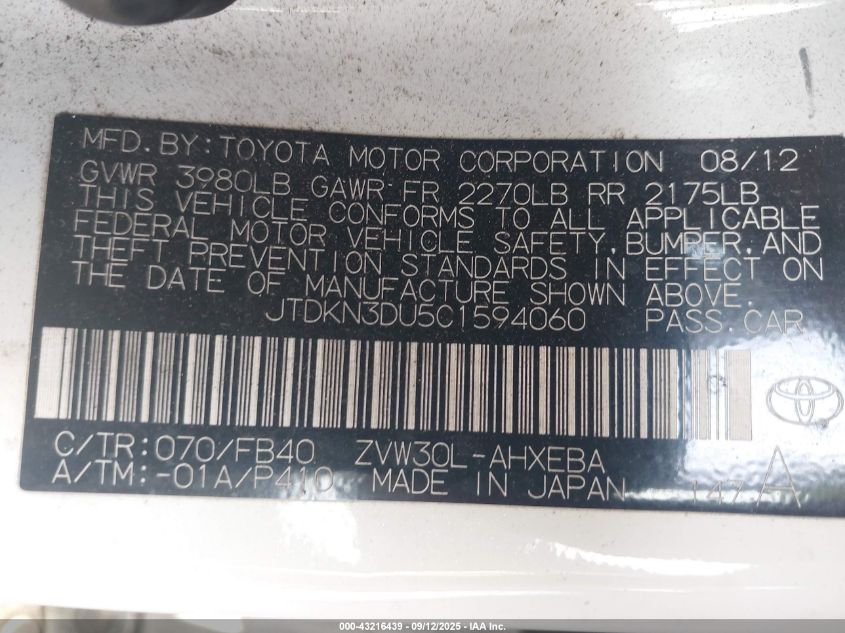 MFD. BY: TOYOTA MOTOR CORPORATION 08/12
GVWR 3980LB GAWR FR 2270LB RR 2175LB
THIS VEHICLE CONFORMS TO ALL APPLICABLE
FEDERAL MOTOR VEHICLE SAFETY, BUMPER, AND
THEFT PREVENTION STANDARDS IN EFFECT ON
THE DATE OF MANUFACTURE SHOWN ABOVE.
JTDKN3DU5C1594060 PASS. CAR
C/TR: 070/FB40 ZVW30L-AHXEBA
A/TM: -01A/P410 MADE IN JAPAN 147 A
000-43216439 - 09/12/2025 - IAA Inc.